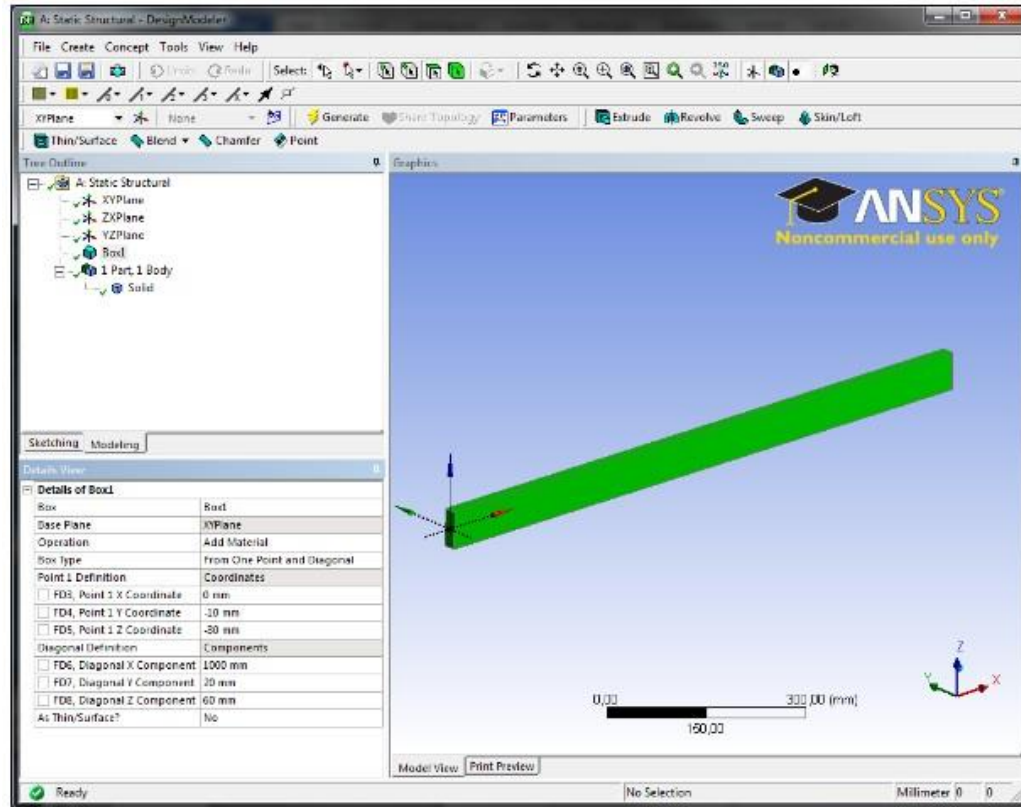 A: Static Structural - DesignModeler
File Create Concept Tools View Help
Undo Redo Select:
XYPlane None Generate Share Topology Parameters Extrude Revolve Sweep Skin/Loft
Thin/Surface Blend Chamfer Point
Tree Outline
A: Static Structural
XYPlane
ZXPlane
YZPlane
Box1
1 Part, 1 Body
Solid
Sketching Modeling
Details View
Details of Box1
Box Box1
Base Plane XYPlane
Operation Add Material
Box Type From One Point and Diagonal
Point 1 Definition Coordinates
FD3, Point 1 X Coordinate 0 mm
FD4, Point 1 Y Coordinate -10 mm
FD5, Point 1 Z Coordinate -30 mm
Diagonal Definition Components
FD6, Diagonal X Component 1000 mm
FD7, Diagonal Y Component 20 mm
FD8, Diagonal Z Component 60 mm
As Thin/Surface? No
Graphics
ANSYS
Noncommercial use only
0,00 300,00 (mm)
150,00
Z
Y X
Model View Print Preview
Ready No Selection Millimeter 0 0